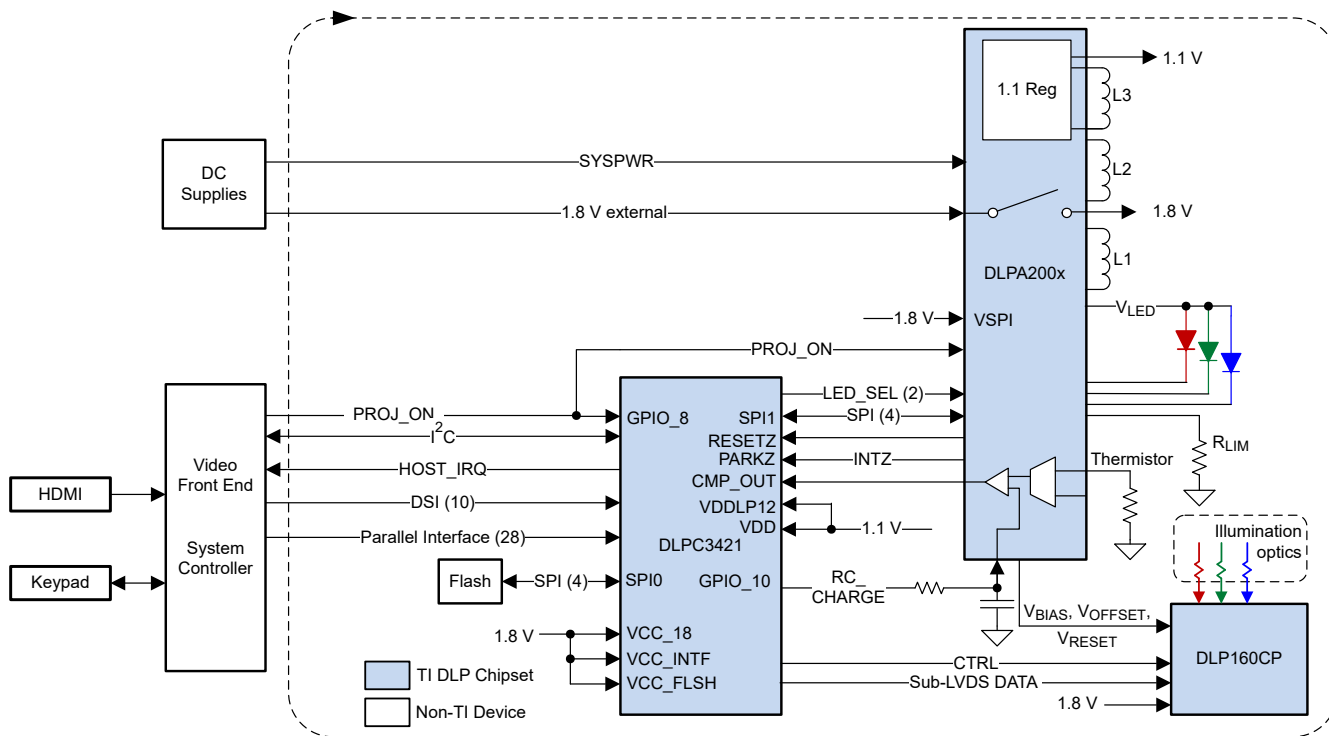 1.1 V
1.1 Reg
L3
DC
Supplies
SYSPWR
L2
1.8 V external
1.8 V
DLPA200x
L1
1.8 V
VSPI
VLED
PROJ_ON
PROJ_ON
GPIO_8
LED_SEL (2)
I2C
SPI1
SPI (4)
RESETZ
HOST_IRQ
PARKZ
INTZ
CMP_OUT
Thermistor
RLIM
HDMI
Video
Front End
System
Controller
DSI (10)
VDDLP12
VDD
1.1 V
Parallel Interface (28)
DLPC3421
Illumination
optics
Keypad
Flash
SPI (4)
SPI0
GPIO_10
RC_
CHARGE
VBIAS, VOFFSET,
VRESET
1.8 V
VCC_18
VCC_INTF
VCC_FLSH
DLP160CP
CTRL
Sub-LVDS DATA
1.8 V
TI DLP Chipset
Non-TI Device